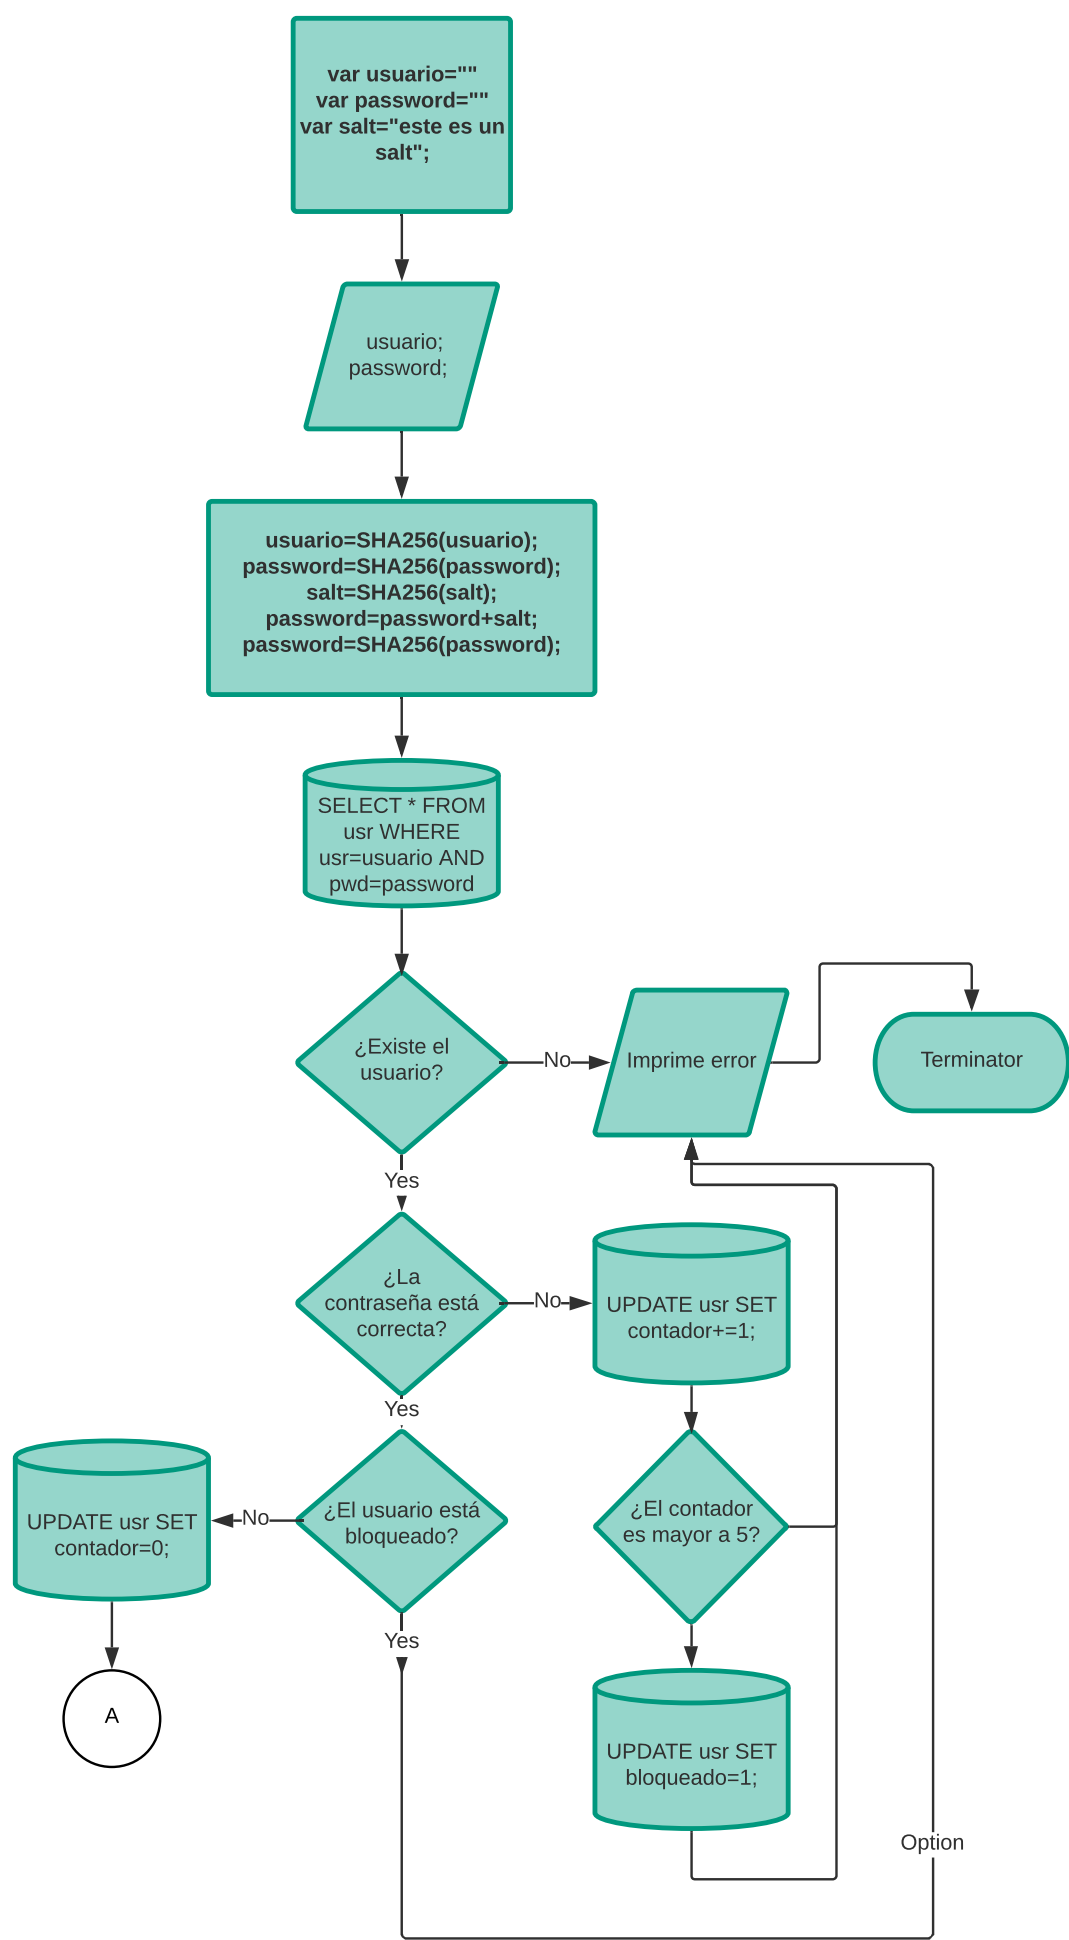 var usuario=""
var password=""
var salt="este es un
salt";
usuario;
password;
usuario=SHA256(usuario);
password=SHA256(password);
salt=SHA256(salt);
password=password+salt;
password=SHA256(password);
SELECT * FROM
usr WHERE
usr=usuario AND
pwd=password
¿Existe el
usuario?
No
Imprime error
Terminator
Yes
¿La
contraseña está
correcta?
No
UPDATE usr SET
contador+=1;
Yes
¿El usuario está
bloqueado?
No
UPDATE usr SET
contador=0;
¿El contador
es mayor a 5?
Yes
A
UPDATE usr SET
bloqueado=1;
Option